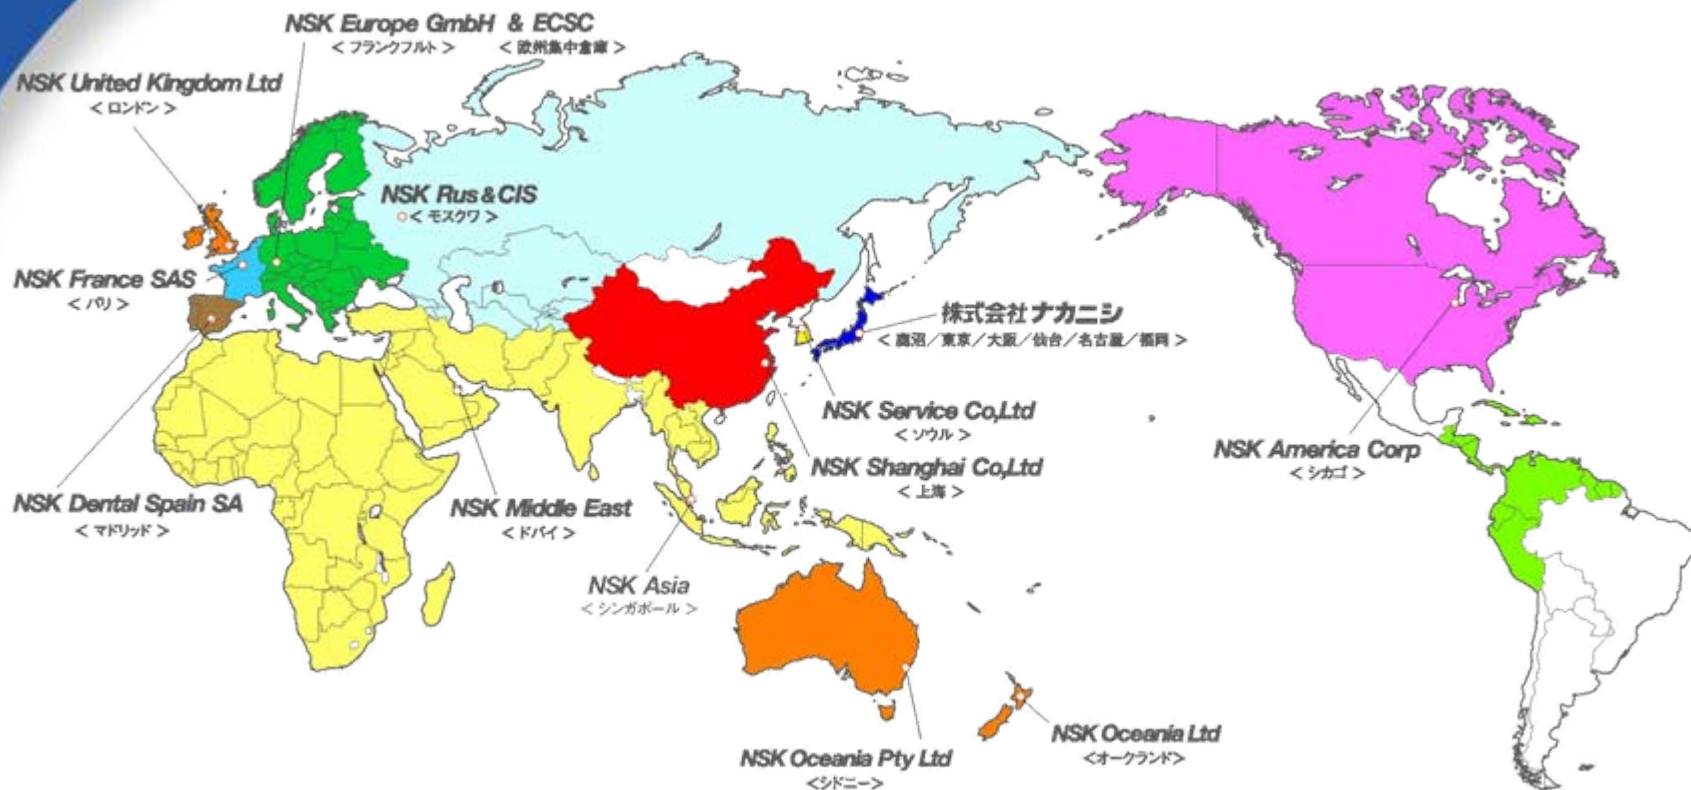 NSK Europe GmbH & ECSC
< フランクフルト > < 欧州集中倉庫 >
NSK United Kingdom Ltd
< ロンドン >
NSK Rus & CIS
< モスクワ >
NSK France SAS
< パリ >
株式会社 ナカニシ
< 鹿沼／東京／大阪／仙台／名古屋／福岡 >
NSK Service Co,Ltd
< ソウル >
NSK America Corp
< シカゴ >
NSK Shanghai Co,Ltd
< 上海 >
NSK Dental Spain SA
< マドリッド >
NSK Middle East
< ドバイ >
NSK Asia
< シンガポール >
NSK Oceania Ltd
<オークランド>
NSK Oceania Pty Ltd
<シドニー>